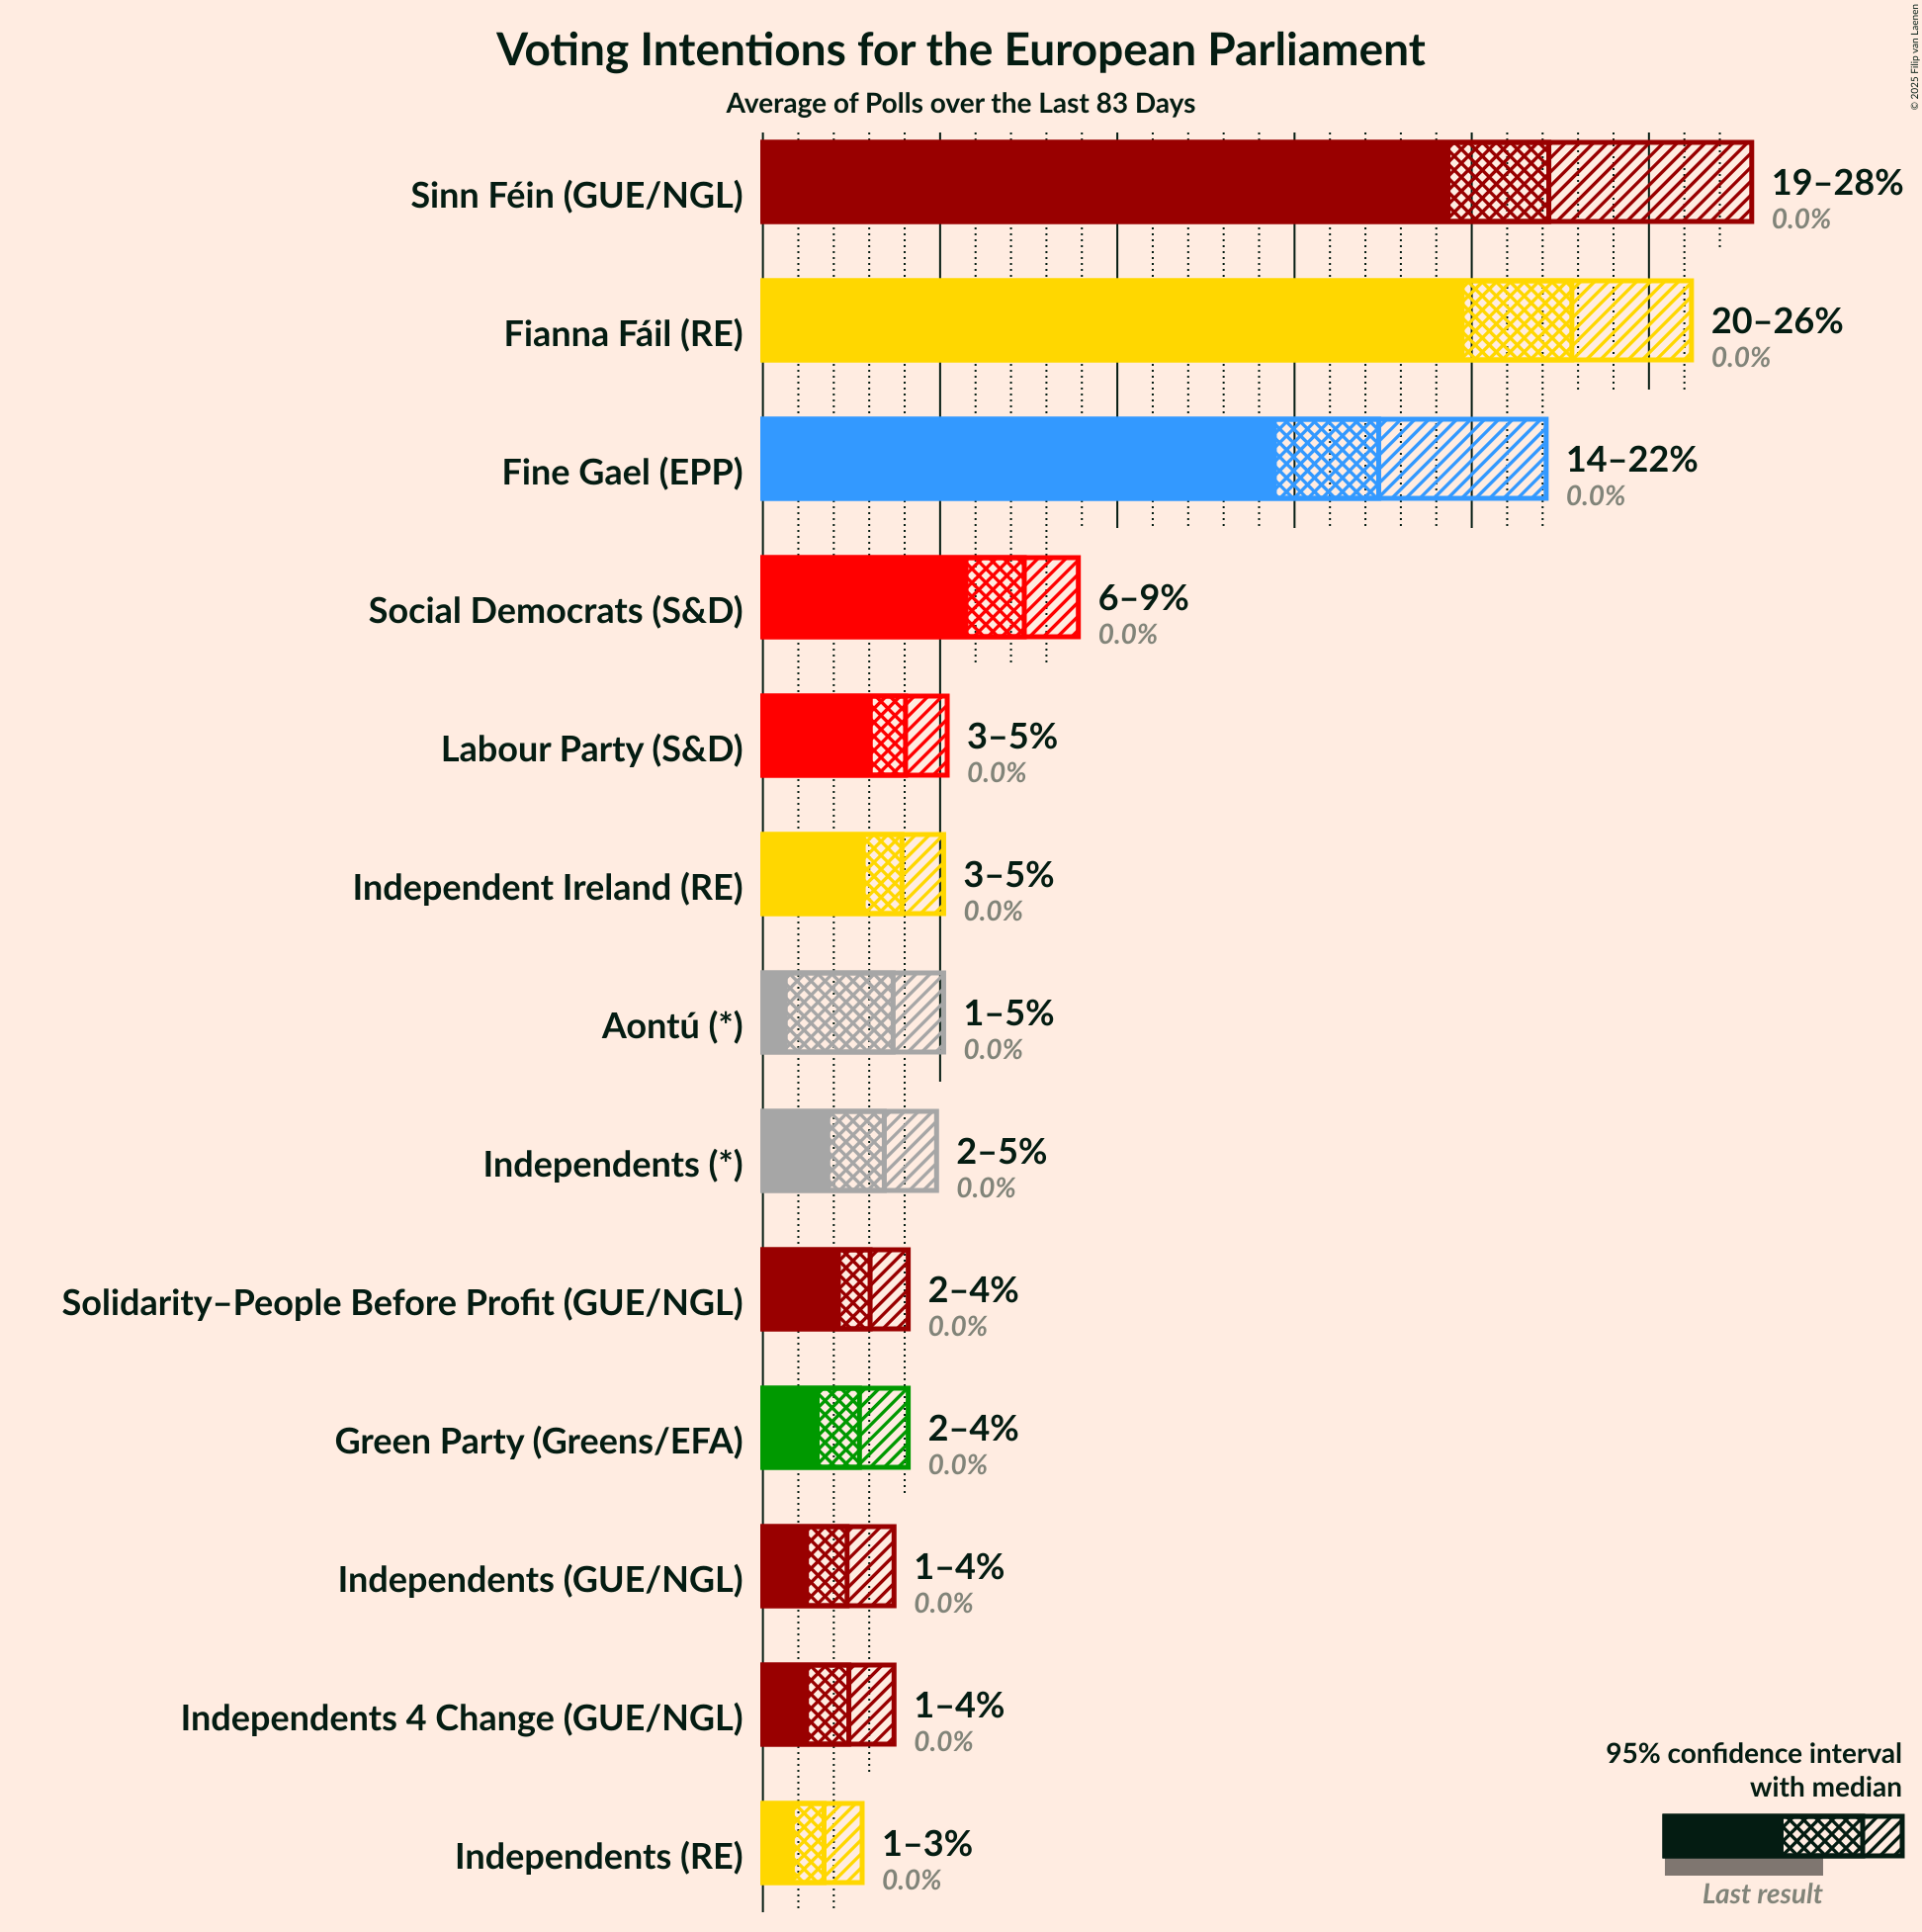 Voting Intentions for the European Parliament
Average of Polls over the Last 83 Days
© 2025 Filip van Laenen
Sinn Féin (GUE/NGL)
19–28%
0.0%
Fianna Fáil (RE)
20–26%
0.0%
Fine Gael (EPP)
14–22%
0.0%
Social Democrats (S&D)
6–9%
0.0%
Labour Party (S&D)
3–5%
0.0%
Independent Ireland (RE)
3–5%
0.0%
Aontú (*)
1–5%
0.0%
Independents (*)
2–5%
0.0%
Solidarity–People Before Profit (GUE/NGL)
2–4%
0.0%
Green Party (Greens/EFA)
2–4%
0.0%
Independents (GUE/NGL)
1–4%
0.0%
Independents 4 Change (GUE/NGL)
1–4%
0.0%
Independents (RE)
1–3%
0.0%
95% confidence interval
with median
Last result